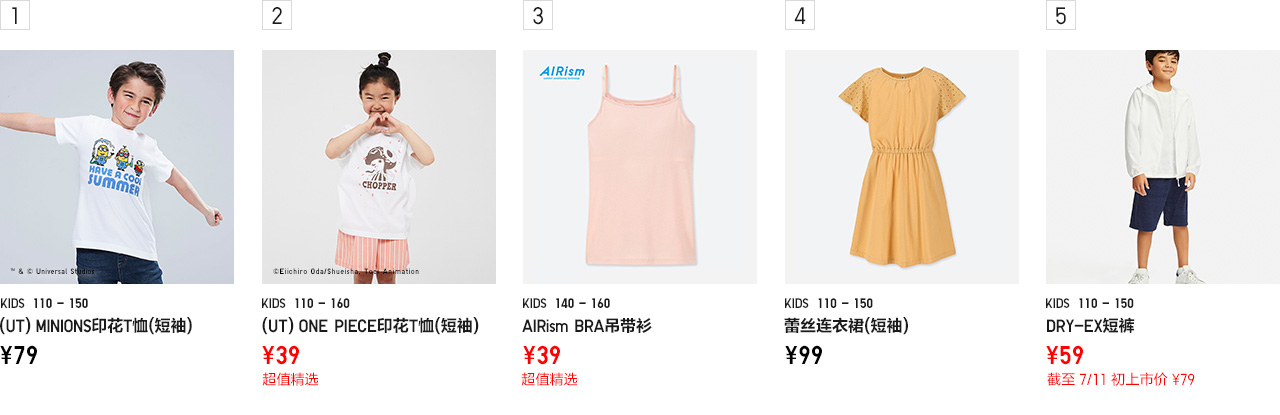 1
2
3
4
5
HAVE A COOL
SUMMER
™ & © Universal Studios
CHOPPER
©Eiichiro Oda/Shueisha, Toei Animation
AIRism
KIDS 110 - 150
(UT) MINIONS印花T恤(短袖)
¥79
KIDS 110 - 160
(UT) ONE PIECE印花T恤(短袖)
¥39
超值精选
KIDS 140 - 160
AIRism BRA吊带衫
¥39
超值精选
KIDS 110 - 150
蕾丝连衣裙(短袖)
¥99
KIDS 110 - 150
DRY-EX短裤
¥59
截至 7/11 初上市价 ¥79